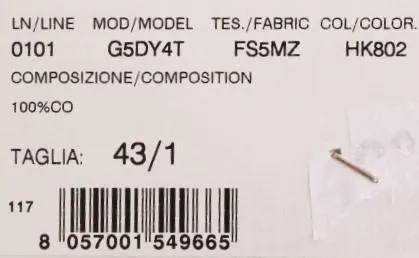 LN/LINE MOD/MODEL TES./FABRIC COL/COLOR.
0101 G5DY4T FS5MZ HK802
COMPOSIZIONE/COMPOSITION
100%CO
TAGLIA: 43/1
117
8 057001 549665